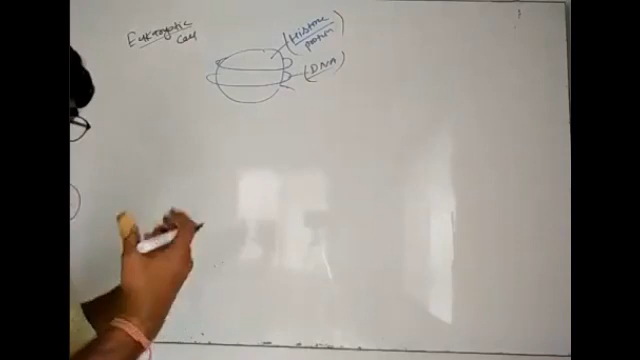 Eukaryotic
Cell
(Histone
protein)
(DNA)